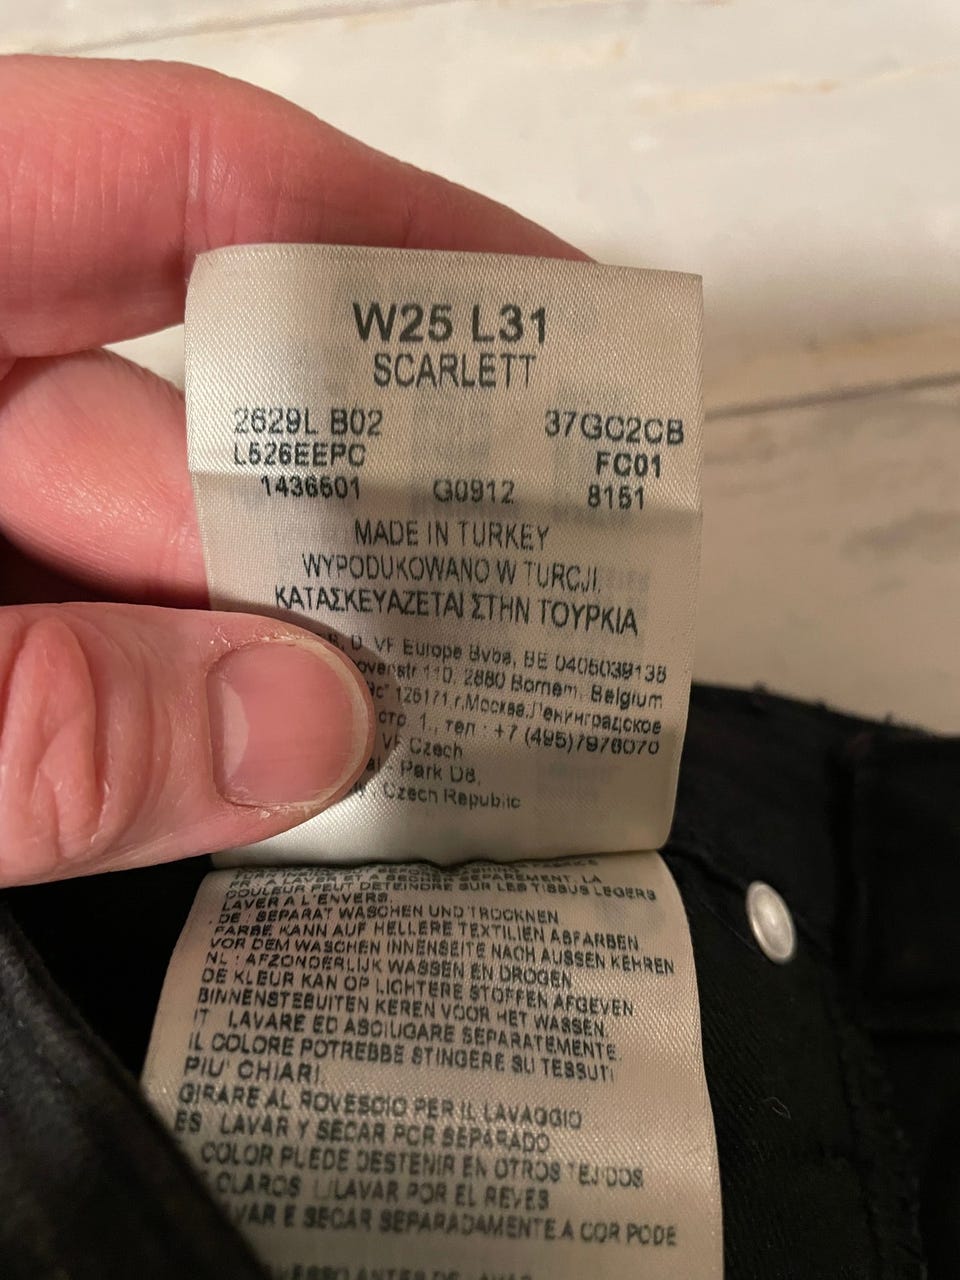 W25 L31
SCARLETT
2629L B02 37GC2CB
L526EEPC FC01
1436601 G0912 8151
MADE IN TURKEY
WYPODUKOWANO W TURCJI.
ΚΑΤΑΣΚΕΥΑΖΕΤΑΙ ΣΤΗΝ ΤΟΥΡΚΙΑ
VF Europe Bvba, BE 0405039138
110, 2880 Bornem, Belgium
126171,г.Москва,Ленинградское
стр. 1., тел : +7 (495)7976070
VF Czech
Park D8,
Czech Republic
COULEUR PEUT DETEINDRE SUR LES TISSUS LEGERS
LAVER A L'ENVERS.
DE : SEPARAT WASCHEN UND TROCKNEN.
FARBE KANN AUF HELLERE TEXTILIEN ABFARBEN
VOR DEM WASCHEN INNENSEITE NACH AUSSEN KEHREN
NL : AFZONDERLIJK WASSEN EN DROGEN
DE KLEUR KAN OP LICHTERE STOFFEN AFGEVEN
BINNENSTEBUITEN KEREN VOOR HET WASSEN.
IT LAVARE ED ASCIUGARE SEPARATEMENTE.
IL COLORE POTREBBE STINGERE SU TESSUTI
PIU' CHIARI.
GIRARE AL ROVESCIO PER IL LAVAGGIO
ES LAVAR Y SECAR POR SEPARADO
COLOR PUEDE DESTENIR EN OTROS TEJIDOS
CLAROS LAVAR POR EL REVES
SECAR SEPARADAMENTE A COR PODE